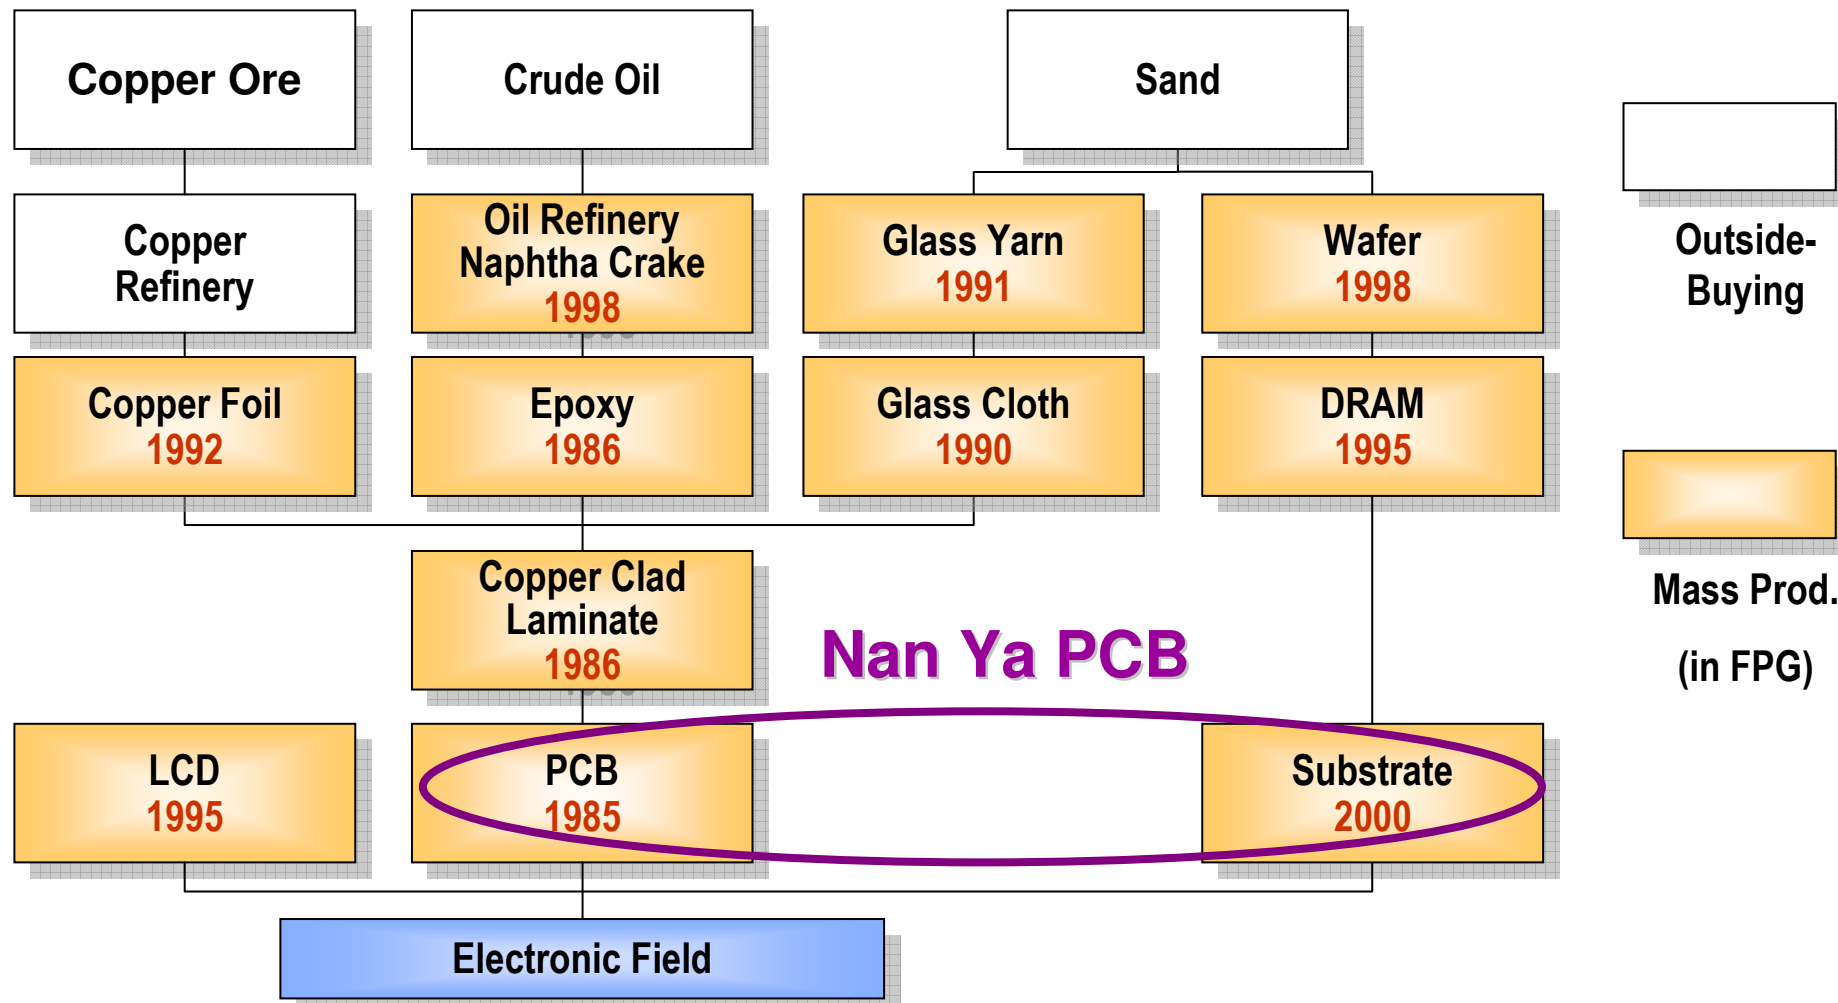 Copper Ore
Crude Oil
Sand
Copper
Refinery
Oil Refinery
Naphtha Crake
1998
Glass Yarn
1991
Wafer
1998
Outside-
Buying
Copper Foil
1992
Epoxy
1986
Glass Cloth
1990
DRAM
1995
Copper Clad
Laminate
1986
Nan Ya PCB
Mass Prod.
(in FPG)
LCD
1995
PCB
1985
Substrate
2000
Electronic Field